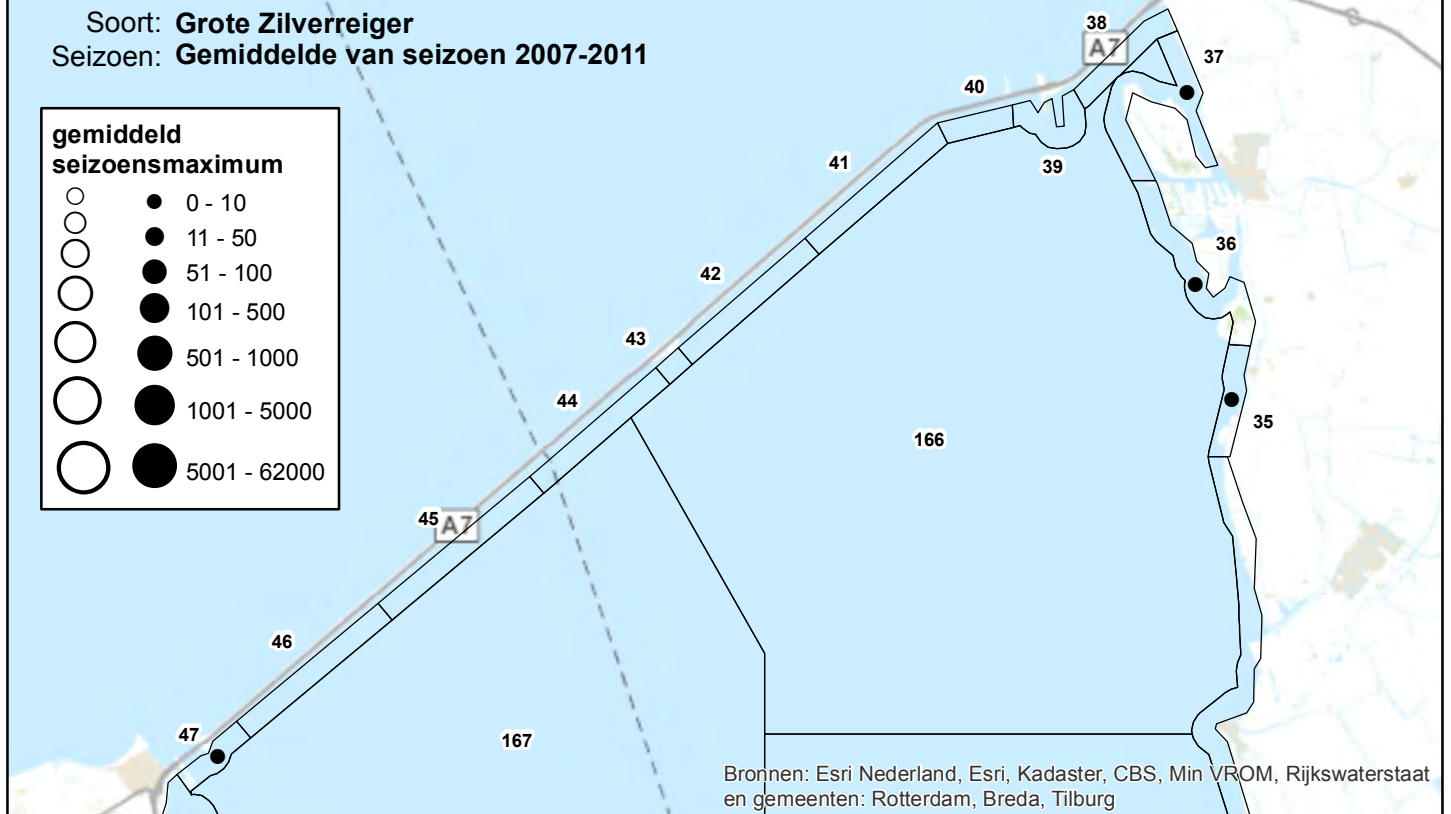 Soort: Grote Zilverreiger
Seizoen: Gemiddelde van seizoen 2007-2011
gemiddeld
seizoensmaximum
0 - 10
11 - 50
51 - 100
101 - 500
501 - 1000
1001 - 5000
5001 - 62000
38
A7
37
40
39
41
36
42
43
44
35
166
45
A7
46
47
167
Bronnen: Esri Nederland, Esri, Kadaster, CBS, Min VROM, Rijkswaterstaat
en gemeenten: Rotterdam, Breda, Tilburg